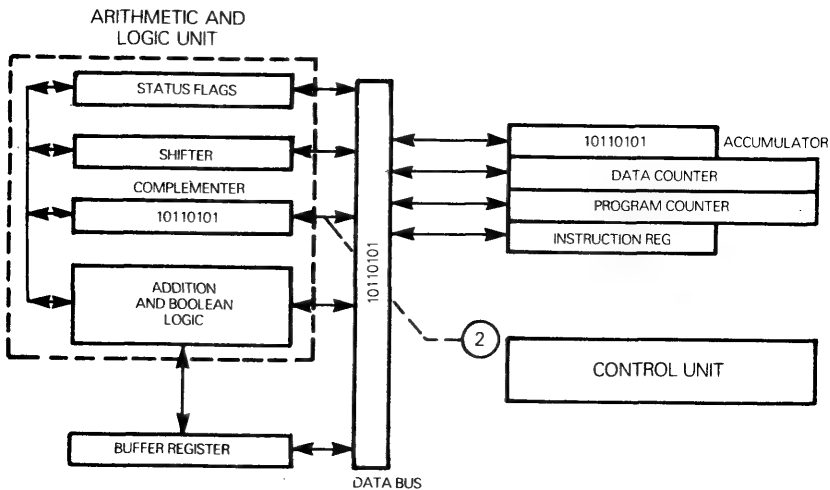 ARITHMETIC AND
LOGIC UNIT
STATUS FLAGS
SHIFTER
COMPLEMENTER
10110101
ADDITION
AND BOOLEAN
LOGIC
BUFFER REGISTER
10110101
DATA BUS
10110101
ACCUMULATOR
DATA COUNTER
PROGRAM COUNTER
INSTRUCTION REG
2
CONTROL UNIT